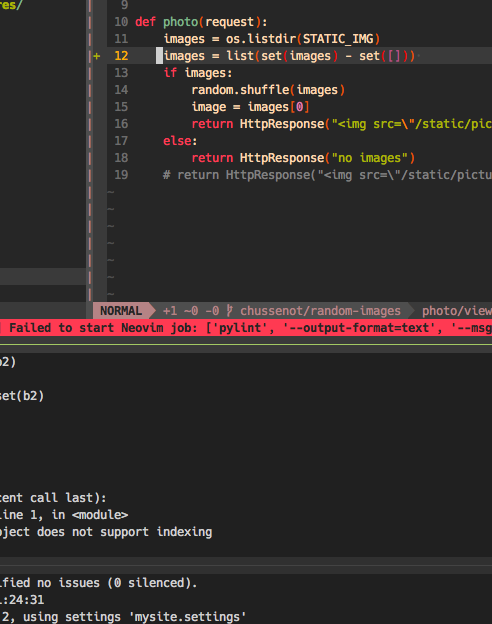 res/
9
10 def photo(request):
11 images = os.listdir(STATIC_IMG)
+ 12 images = list(set(images) - set([]))
13 if images:
14 random.shuffle(images)
15 image = images[0]
16 return HttpResponse("<img src=\"/static/pic
17 else:
18 return HttpResponse("no images")
19 # return HttpResponse("<img src=\"/static/pictu
~
~
~
~
~
~
~
NORMAL +1 ~0 -0 chussenot/random-images photo/view
Failed to start Neovim job: ['pylint', '--output-format=text', '--msg
b2)
set(b2)
cent call last):
line 1, in <module>
bject does not support indexing
ified no issues (0 silenced).
1:24:31
2, using settings 'mysite.settings'